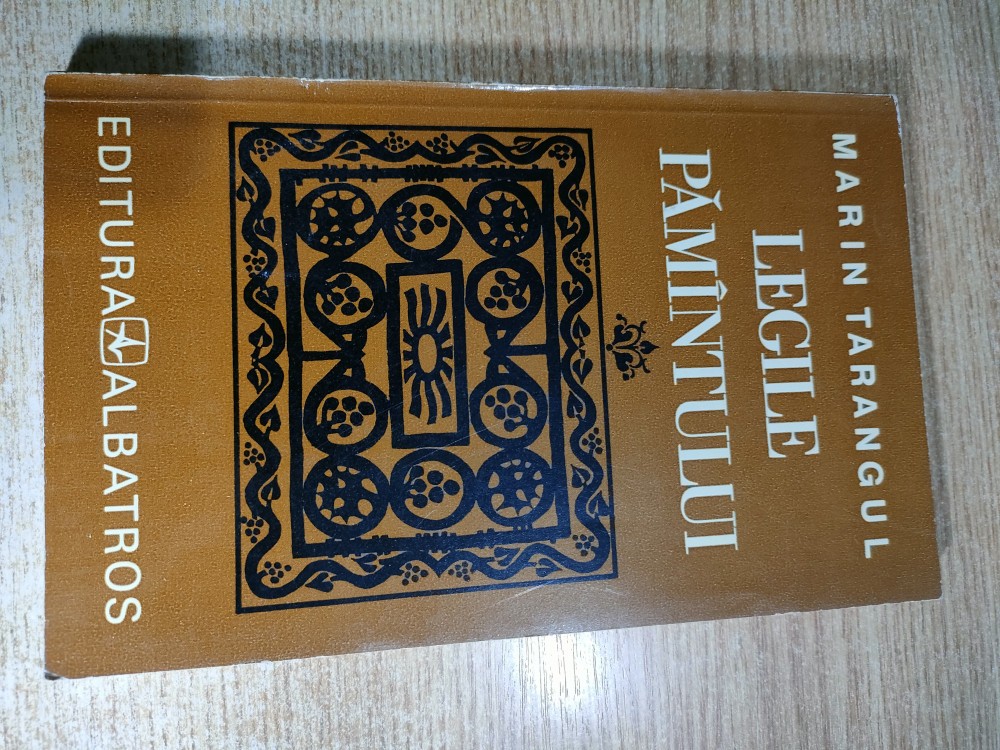 MARIN TARANGUL
LEGILE
PĂMÎNTULUI
EDITURA ALBATROS